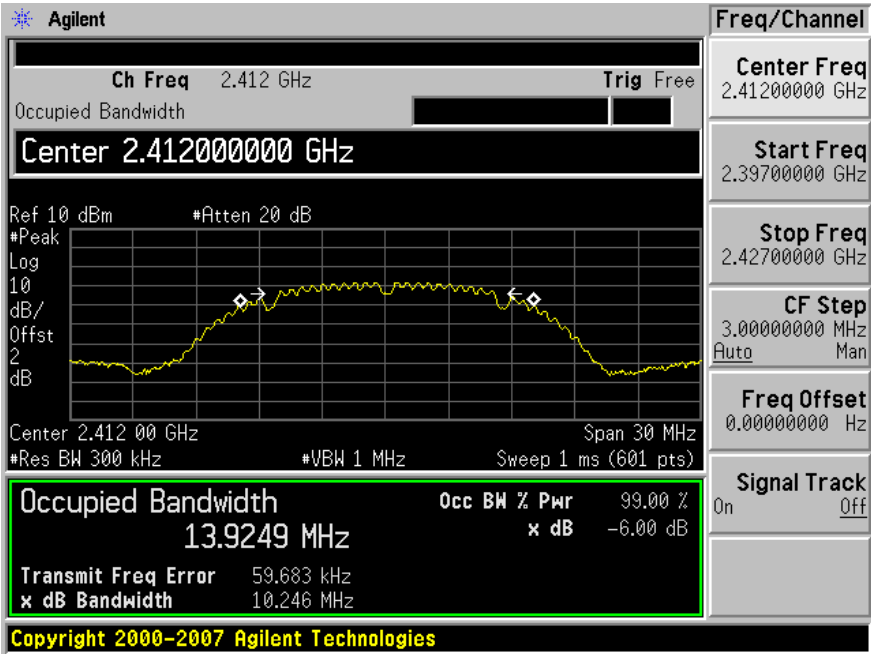 Agilent
Freq/Channel
Ch Freq 2.412 GHz Trig Free
Occupied Bandwidth
Center 2.412000000 GHz
Ref 10 dBm #Atten 20 dB
#Peak
Log
10
dB/
Offst
2
dB
Center 2.412 00 GHz Span 30 MHz
#Res BW 300 kHz #VBW 1 MHz Sweep 1 ms (601 pts)
Occupied Bandwidth
13.9249 MHz
Occ BW % Pwr 99.00 %
x dB -6.00 dB
Transmit Freq Error 59.683 kHz
x dB Bandwidth 10.246 MHz
Center Freq
2.41200000 GHz
Start Freq
2.39700000 GHz
Stop Freq
2.42700000 GHz
CF Step
3.00000000 MHz
Auto Man
Freq Offset
0.00000000 Hz
Signal Track
On Off
Copyright 2000-2007 Agilent Technologies